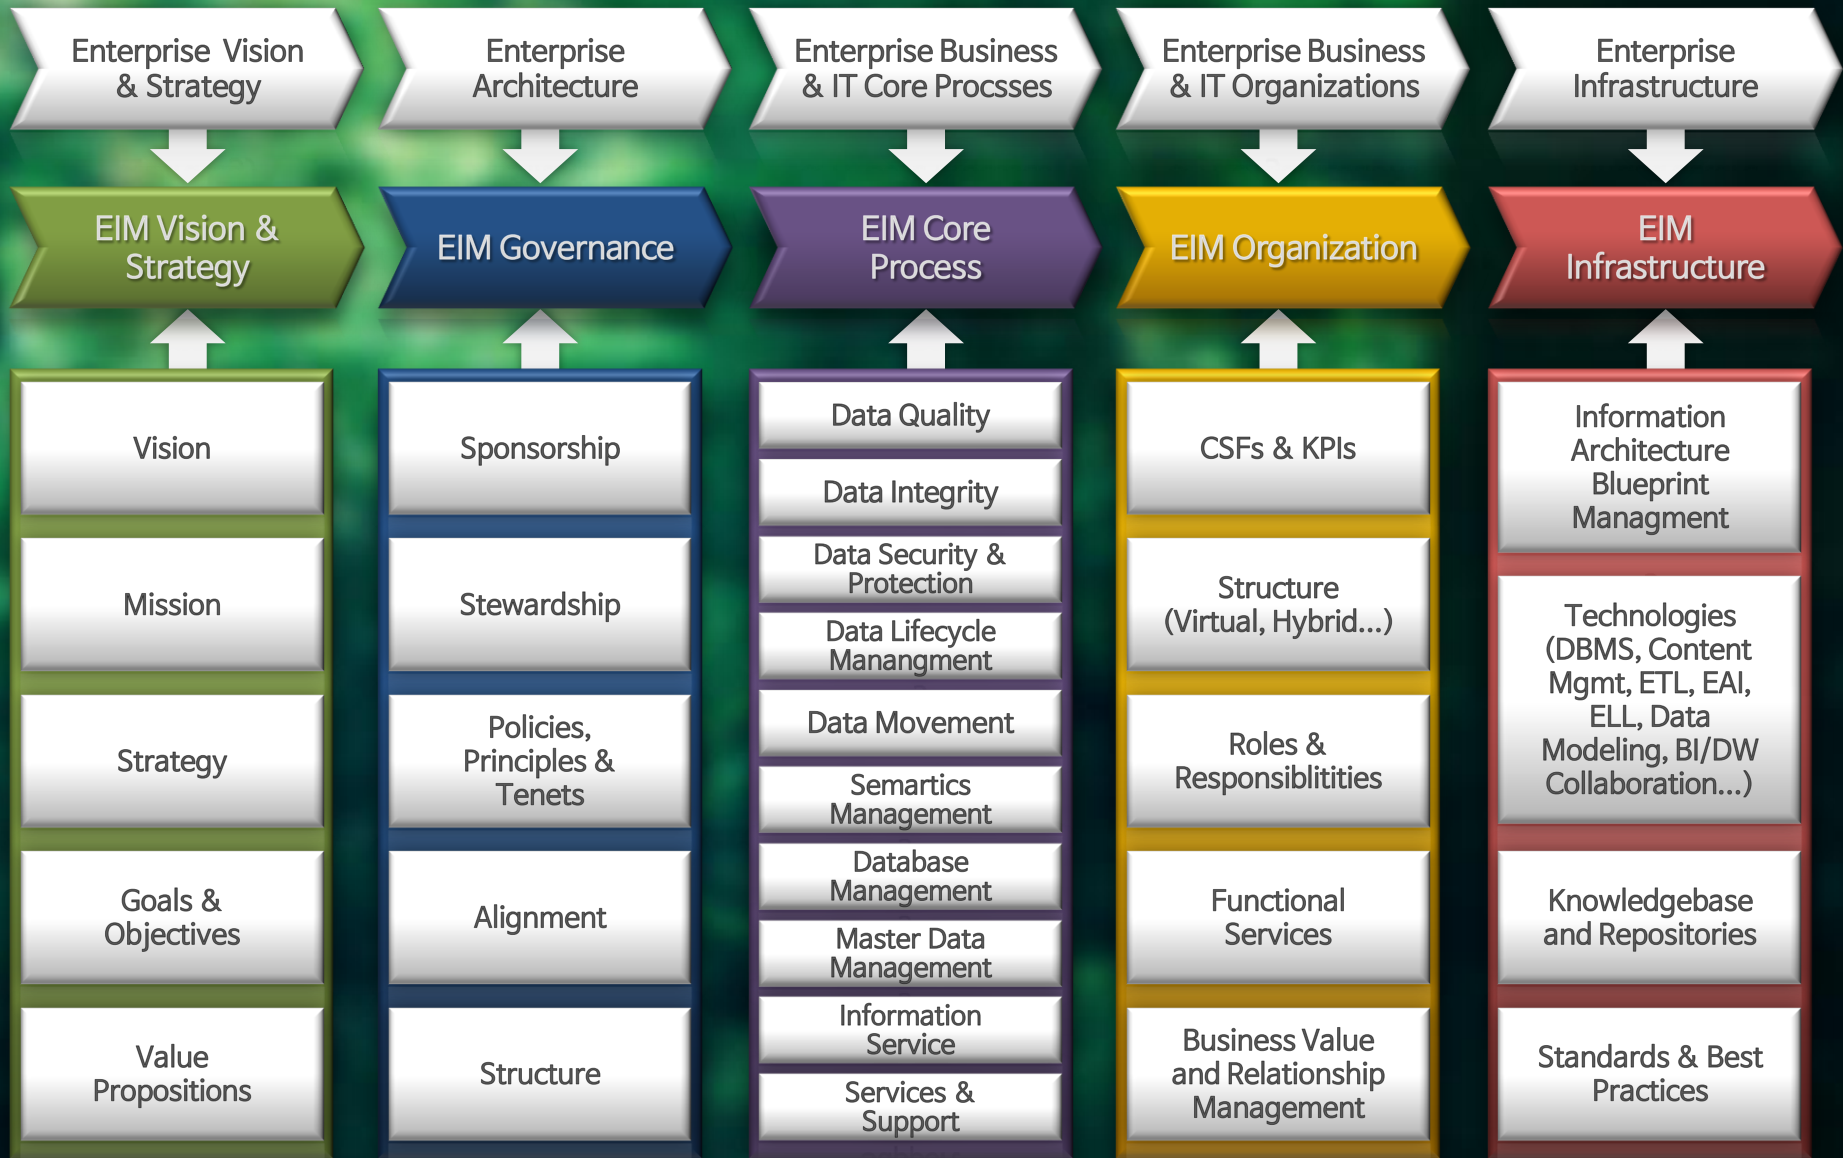 Enterprise Vision
& Strategy
Enterprise
Architecture
Enterprise Business
& IT Core Procsses
Enterprise Business
& IT Organizations
Enterprise
Infrastructure
EIM Vision &
Strategy
EIM Governance
EIM Core
Process
EIM Organization
EIM
Infrastructure
Vision
Mission
Strategy
Goals &
Objectives
Value
Propositions
Sponsorship
Stewardship
Policies,
Principles &
Tenets
Alignment
Structure
Data Quality
Data Integrity
Data Security &
Protection
Data Lifecycle
Manangment
Data Movement
Semartics
Management
Database
Management
Master Data
Management
Information
Service
Services &
Support
CSFs & KPIs
Structure
(Virtual, Hybrid...)
Roles &
Responsiblitities
Functional
Services
Business Value
and Relationship
Management
Information
Architecture
Blueprint
Managment
Technologies
(DBMS, Content
Mgmt, ETL, EAI,
ELL, Data
Modeling, BI/DW
Collaboration...)
Knowledgebase
and Repositories
Standards & Best
Practices